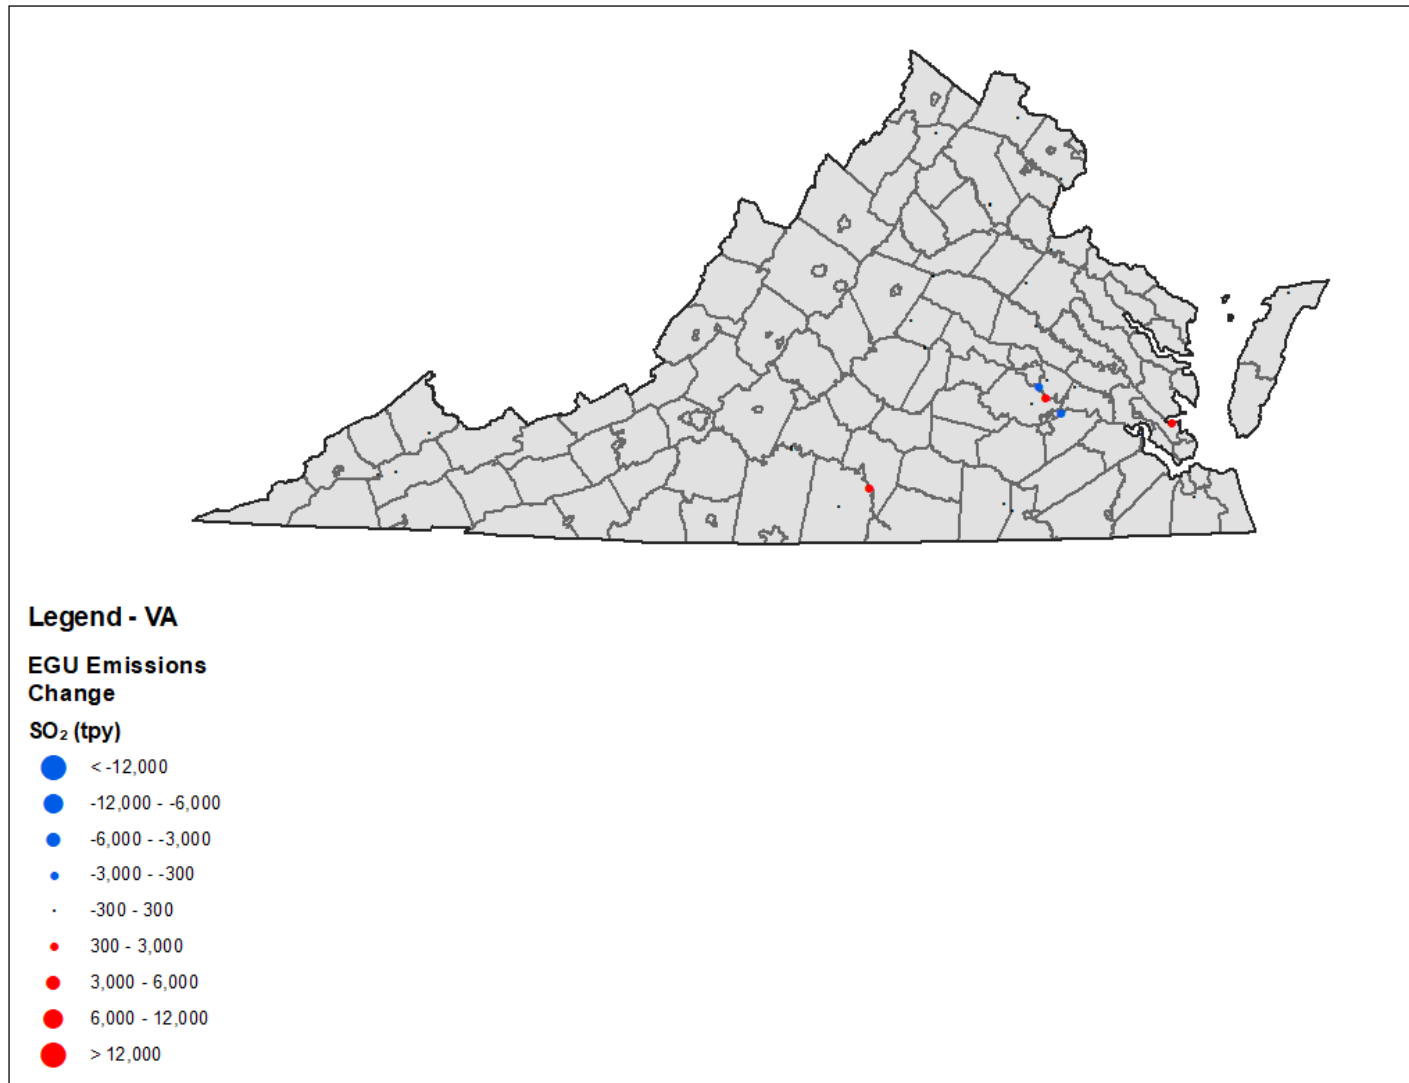 Legend - VA
EGU Emissions
Change
SO₂ (tpy)
< -12,000
-12,000 - -6,000
-6,000 - -3,000
-3,000 - -300
-300 - 300
300 - 3,000
3,000 - 6,000
6,000 - 12,000
> 12,000